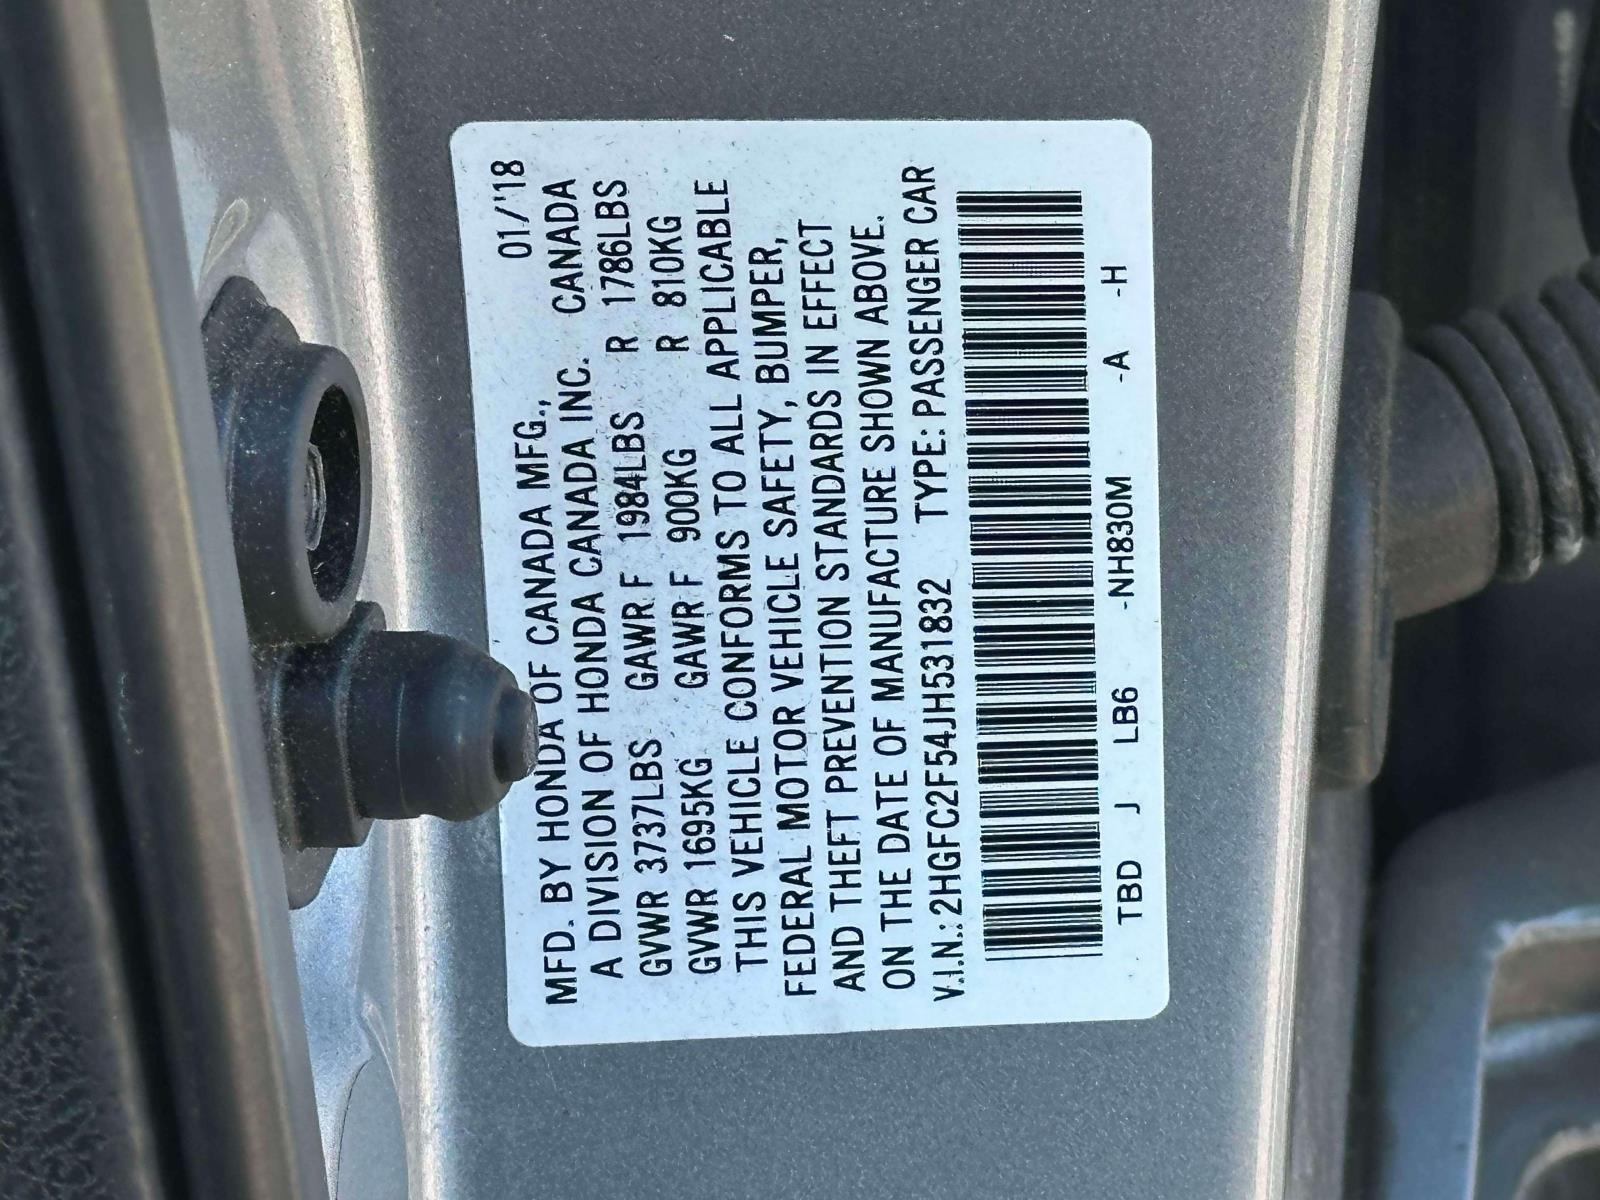 01/'18
MFD. BY HONDA OF CANADA MFG.,
A DIVISION OF HONDA CANADA INC. CANADA
GVWR 3737LBS GAWR F 1984LBS R 1786LBS
GVWR 1695KG GAWR F 900KG R 810KG
THIS VEHICLE CONFORMS TO ALL APPLICABLE
FEDERAL MOTOR VEHICLE SAFETY, BUMPER,
AND THEFT PREVENTION STANDARDS IN EFFECT
ON THE DATE OF MANUFACTURE SHOWN ABOVE.
V.I.N.: 2HGFC2F54JH531832 TYPE: PASSENGER CAR
TBD J LB6 -NH830M -A -H